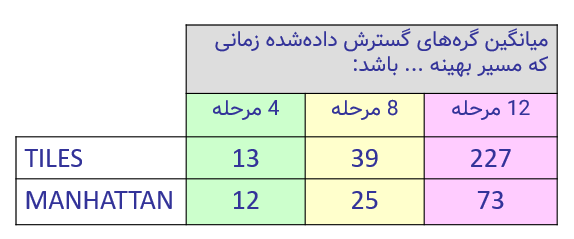 میانگین گره‌های گسترش داده‌شده زمانی
که مسیر بهینه ... باشد:
4 مرحله 8 مرحله 12 مرحله
TILES 13 39 227
MANHATTAN 12 25 73